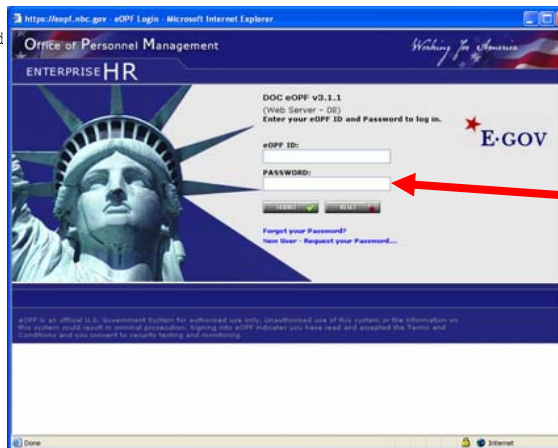 https://eopf.nbc.gov - eOPF Login - Microsoft Internet Explorer
Office of Personnel Management
Working for America
ENTERPRISE HR
DOC eOPF v3.1.1
(Web Server - 08)
Enter your eOPF ID and Password to log in.
E·GOV
eOPF ID:
PASSWORD:
SUBMIT
RESET
Forgot your Password?
New User - Request your Password...
eOPF is an official U.S. Government System for authorized use only. Unauthorized use of this system or the information on
this system could result in criminal prosecution. Signing into eOPF indicates you have read and accepted the Terms and
Conditions and you consent to security testing and monitoring.
Done
Internet